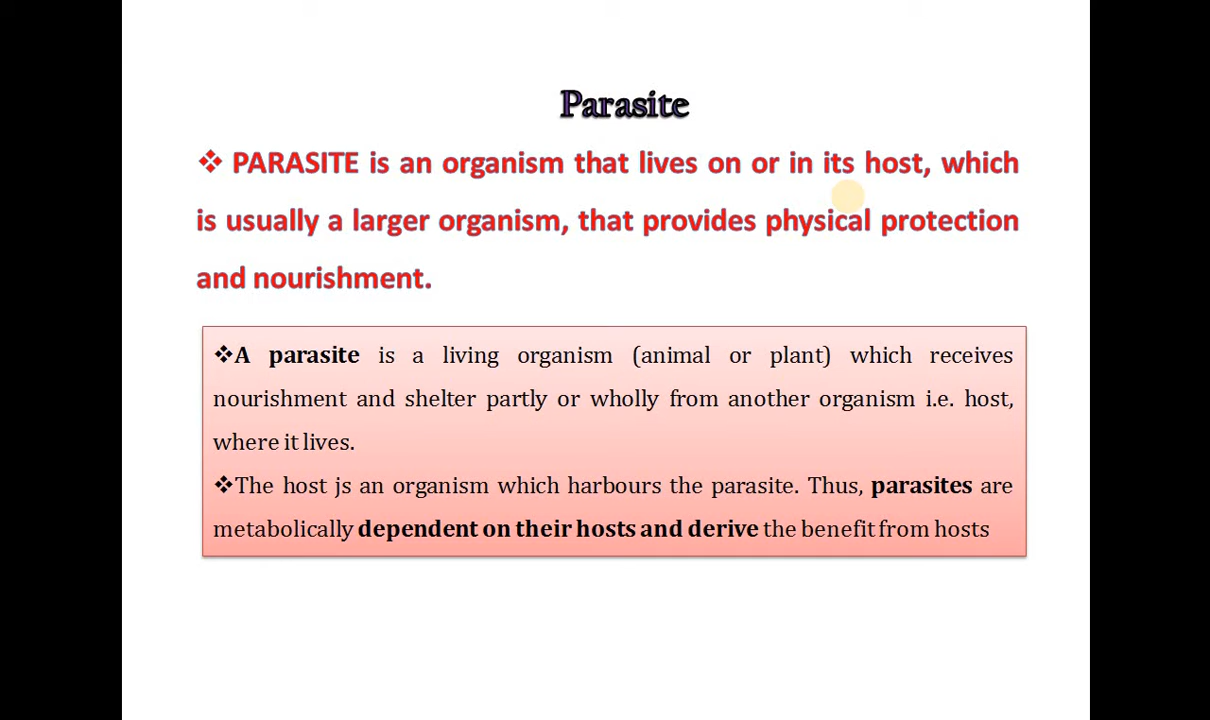 Parasite
❖ PARASITE is an organism that lives on or in its host, which
is usually a larger organism, that provides physical protection
and nourishment.
❖A parasite is a living organism (animal or plant) which receives
nourishment and shelter partly or wholly from another organism i.e. host,
where it lives.
❖The host js an organism which harbours the parasite. Thus, parasites are
metabolically dependent on their hosts and derive the benefit from hosts